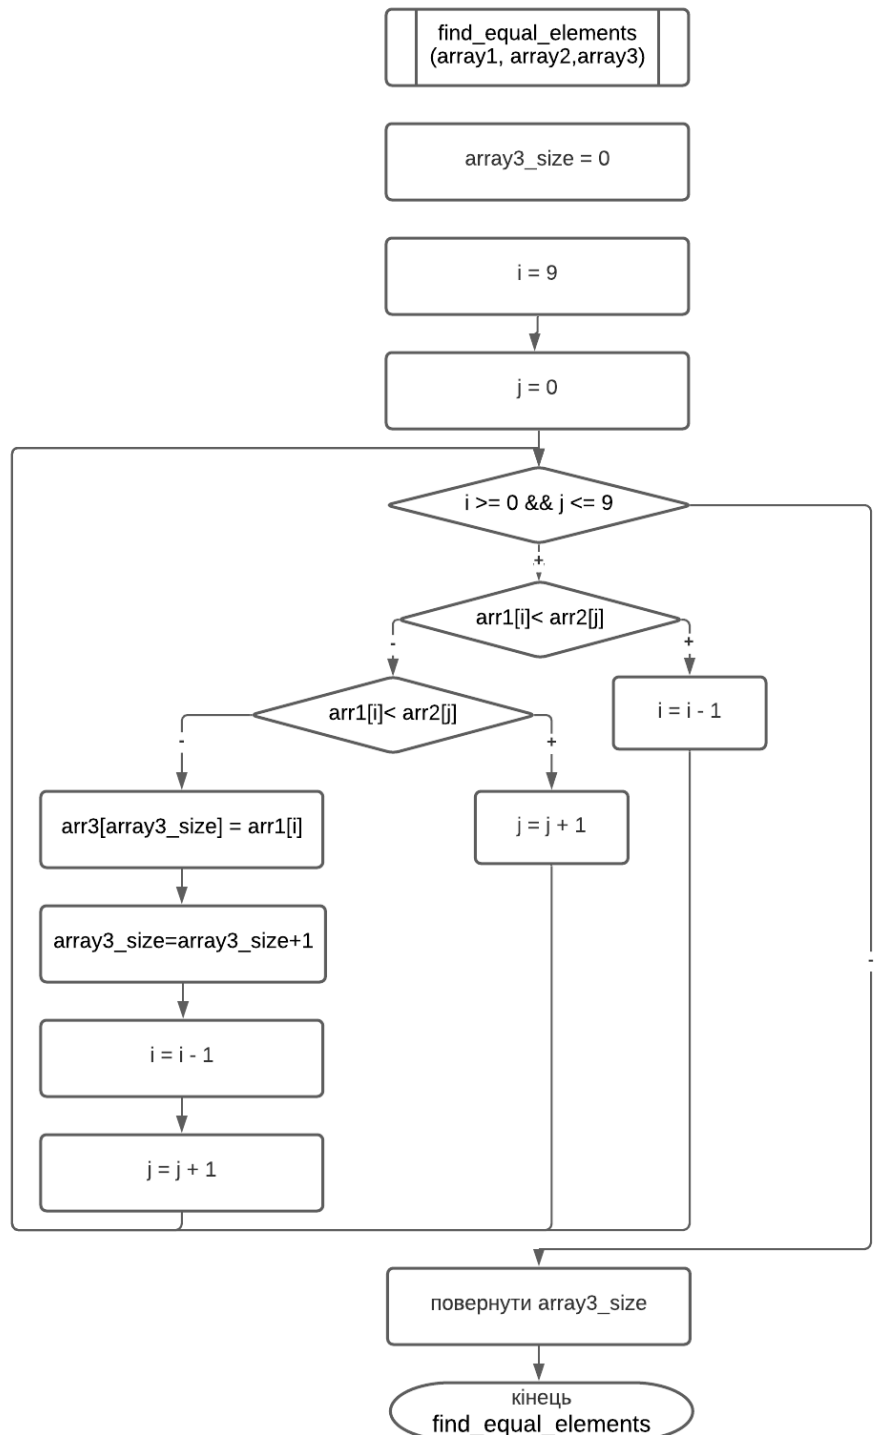 find_equal_elements
(array1, array2,array3)
array3_size = 0
i = 9
j = 0
i >= 0 && j <= 9
+
arr1[i]< arr2[j]
-
+
arr1[i]< arr2[j]
i = i - 1
-
+
arr3[array3_size] = arr1[i]
j = j + 1
array3_size=array3_size+1
-
i = i - 1
j = j + 1
повернути array3_size
кінець
find_equal_elements